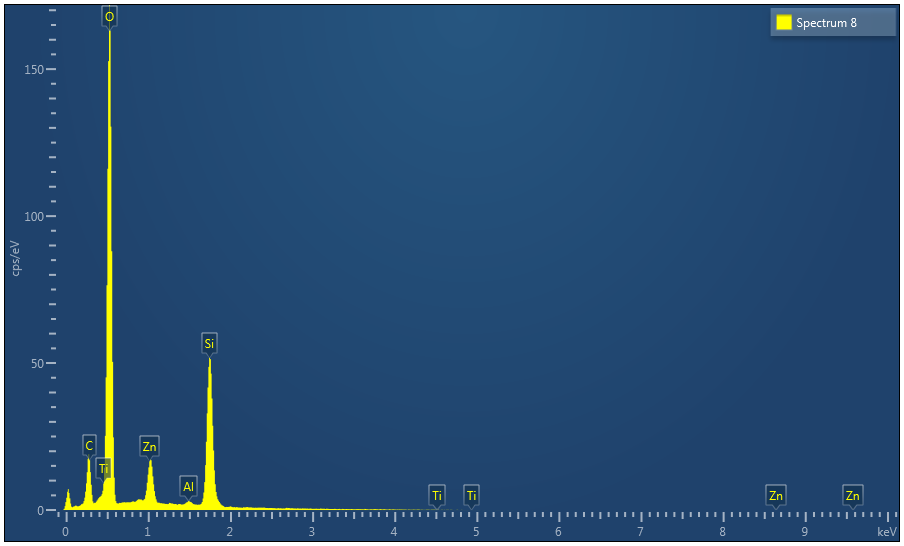 O
Spectrum 8
150
100
cps/eV
50
Si
C
Zn
Ti
Al
Ti
Ti
Zn
Zn
0
0 1 2 3 4 5 6 7 8 9 keV